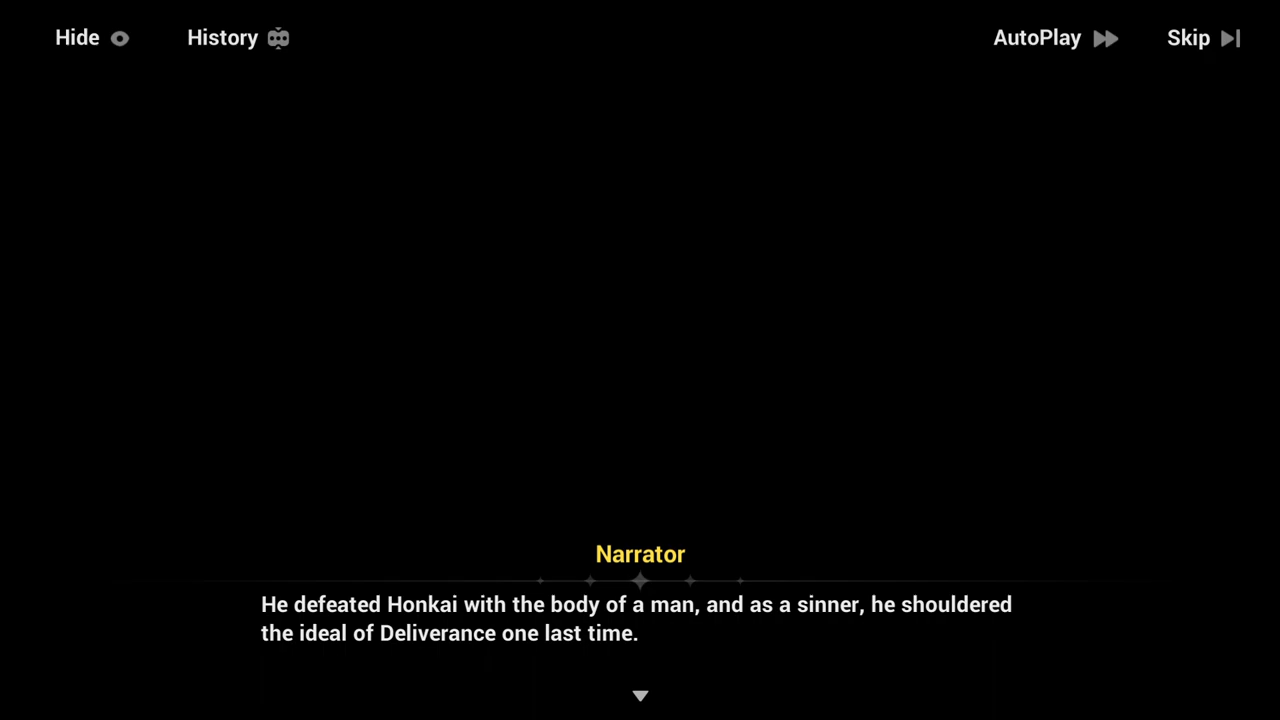 Hide
History
AutoPlay
Skip
Narrator
He defeated Honkai with the body of a man, and as a sinner, he shouldered
the ideal of Deliverance one last time.